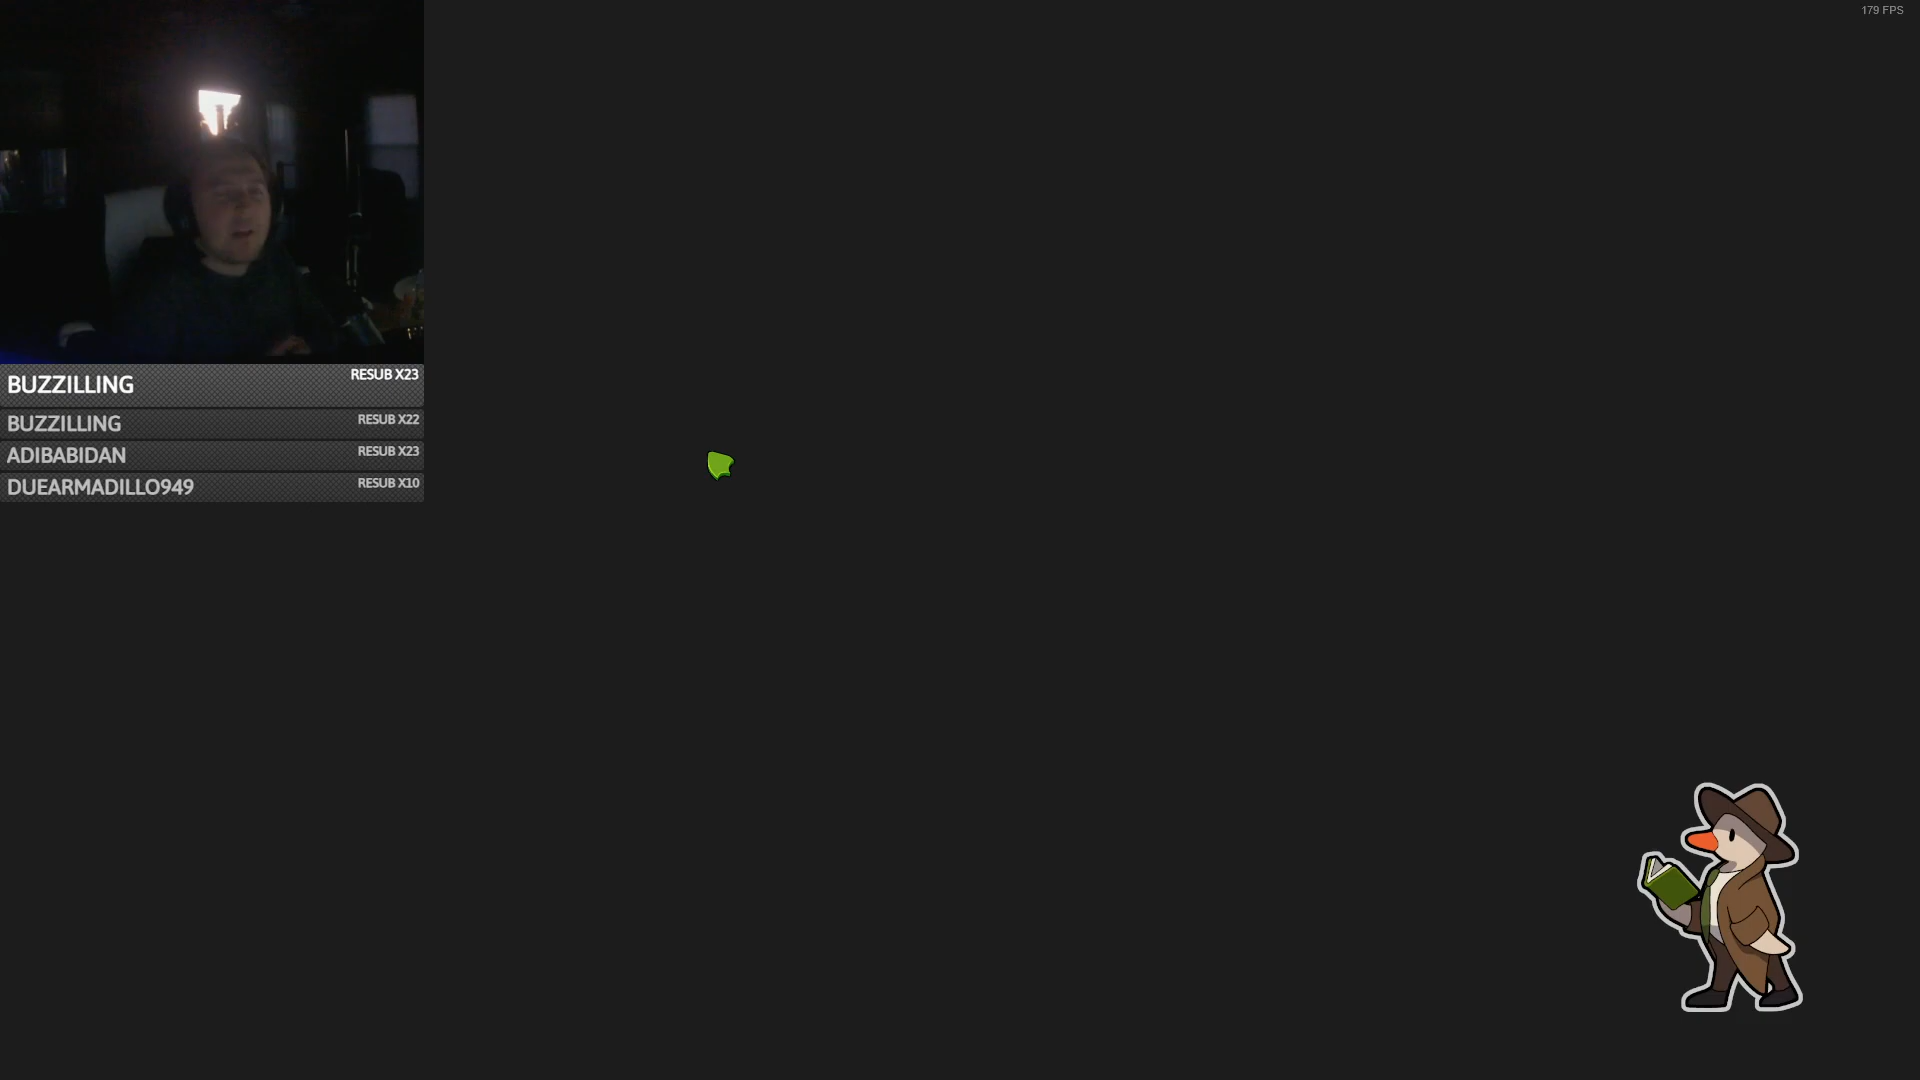 179 FPS
BUZZILLING RESUB X23
BUZZILLING RESUB X22
ADIBABIDAN RESUB X23
DUEARMADILLO949 RESUB X10